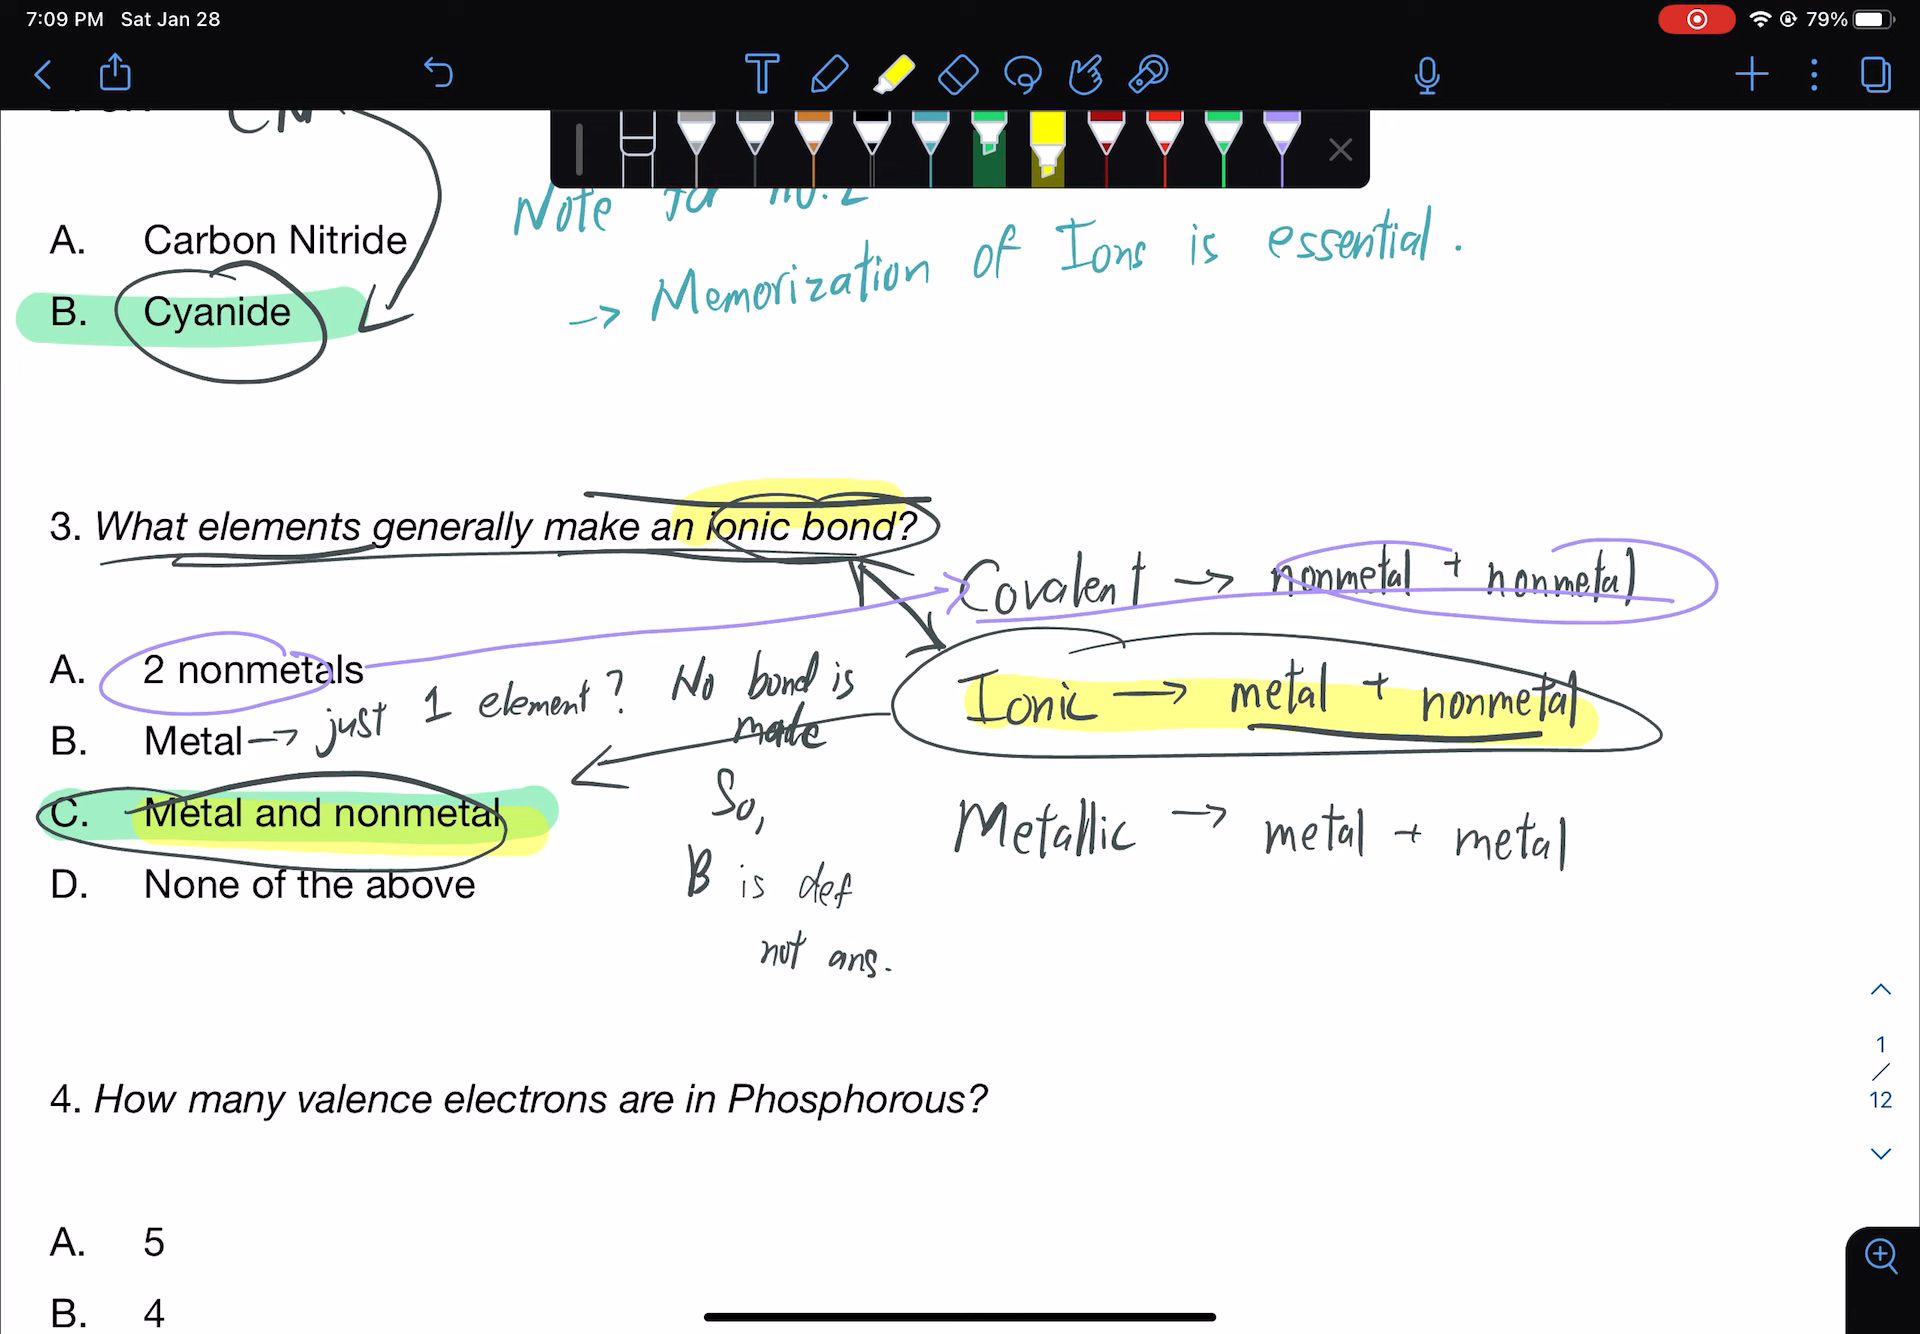 7:09 PM Sat Jan 28
79%
A. Carbon Nitride
Note for no.2
B. Cyanide
→ Memorization of Ions is essential.
3. What elements generally make an ionic bond?
Covalent → nonmetal + nonmetal
A. 2 nonmetals
B. Metal → just 1 element? No bond is made
Ionic → metal + nonmetal
C. Metal and nonmetal
So,
Metallic → metal + metal
D. None of the above
B is def
not ans.
1
/
12
4. How many valence electrons are in Phosphorous?
A. 5
B. 4